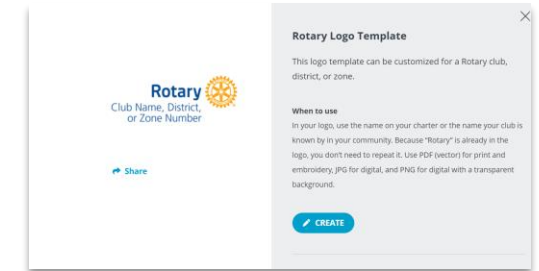 Rotary
Club Name, District,
or Zone Number
Share
Rotary Logo Template
This logo template can be customized for a Rotary club,
district, or zone.
When to use
In your logo, use the name on your charter or the name your club is
known by in your community. Because "Rotary" is already in the
logo, you don't need to repeat it. Use PDF (vector) for print and
embroidery, JPG for digital, and PNG for digital with a transparent
background.
CREATE